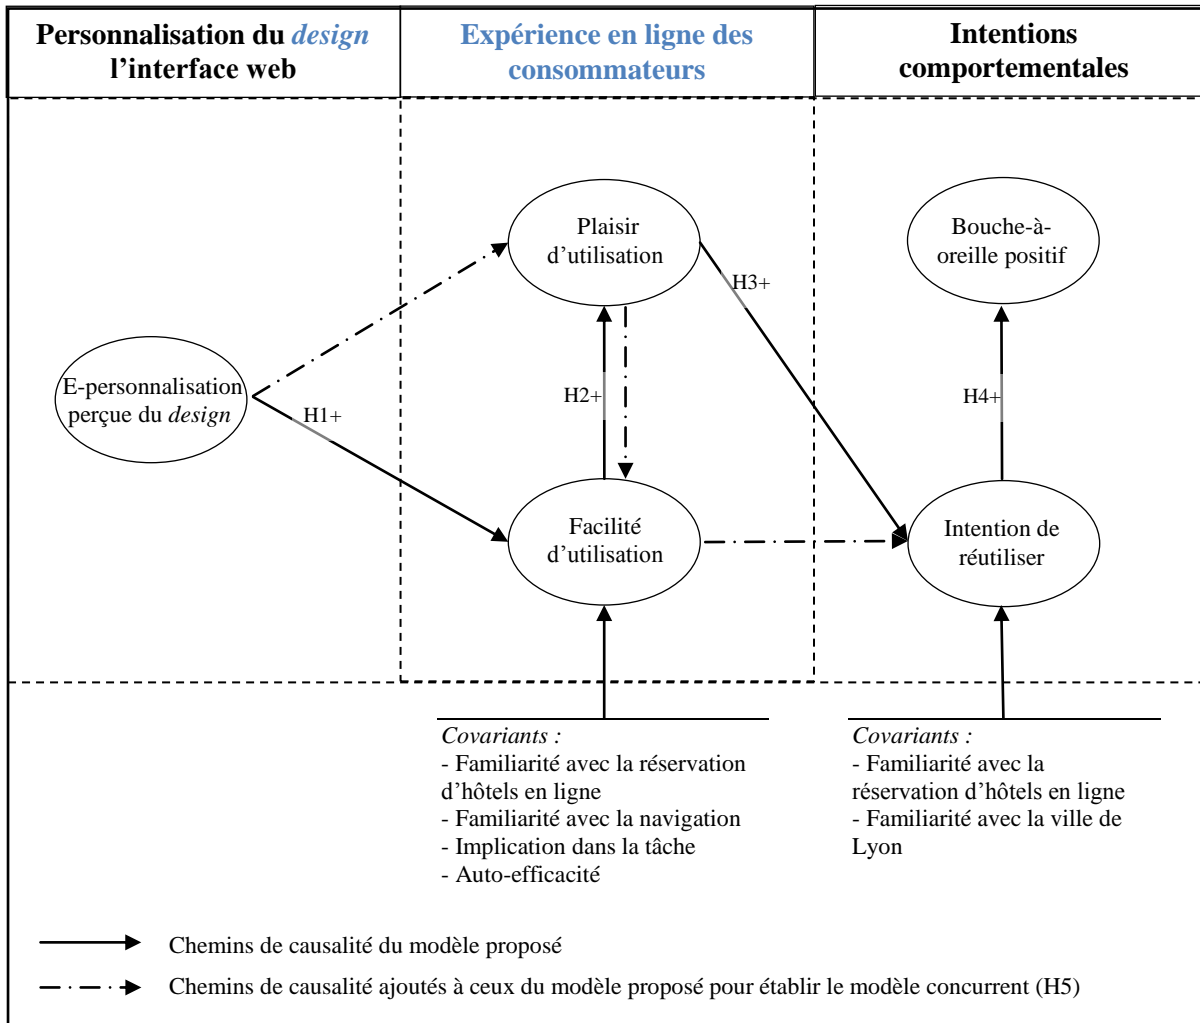 Personnalisation du design
l’interface web
Expérience en ligne des
consommateurs
Intentions
comportementales
Plaisir
d’utilisation
Bouche-à-
oreille positif
H3+
E-personnalisation
perçue du design
H1+
H2+
H4+
Facilité
d’utilisation
Intention de
réutiliser
Covariants :
- Familiarité avec la réservation
d’hôtels en ligne
- Familiarité avec la navigation
- Implication dans la tâche
- Auto-efficacité
Covariants :
- Familiarité avec la
réservation d’hôtels en ligne
- Familiarité avec la ville de
Lyon
Chemins de causalité du modèle proposé
Chemins de causalité ajoutés à ceux du modèle proposé pour établir le modèle concurrent (H5)